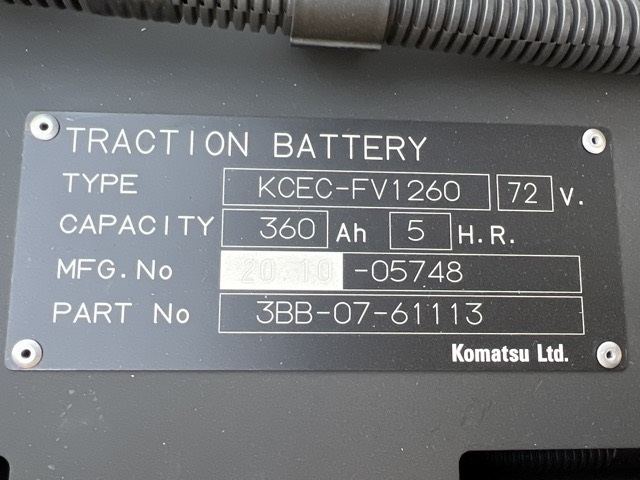 TRACTION BATTERY
TYPE KCEC-FV1260 72 V.
CAPACITY 360 Ah 5 H.R.
MFG.No 20 10 -05748
PART No 3BB-07-61113
Komatsu Ltd.